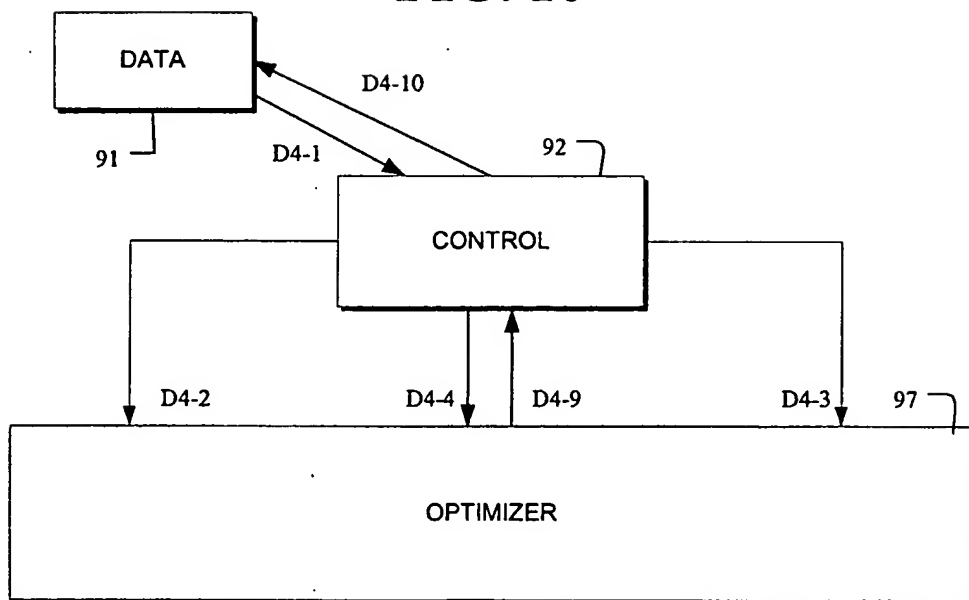 DATA
D4-10
91
D4-1
92
CONTROL
D4-2
D4-4
D4-9
D4-3
97
OPTIMIZER